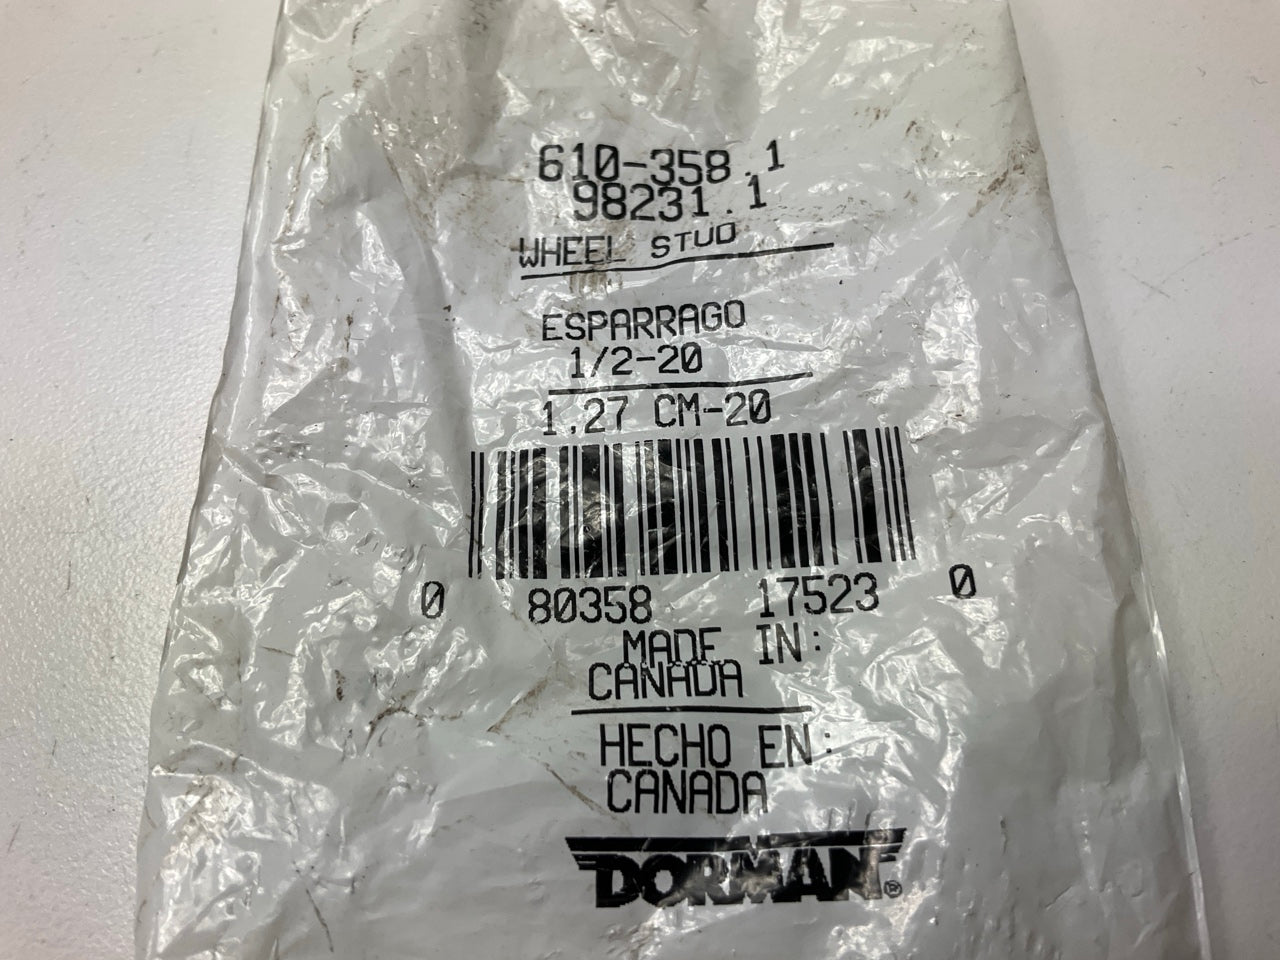 610-358.1
98231.1
WHEEL STUD
ESPARRAGO
1/2-20
1.27 CM-20
0 80358 17523 0
MADE IN:
CANADA
HECHO EN:
CANADA
DORMAN®